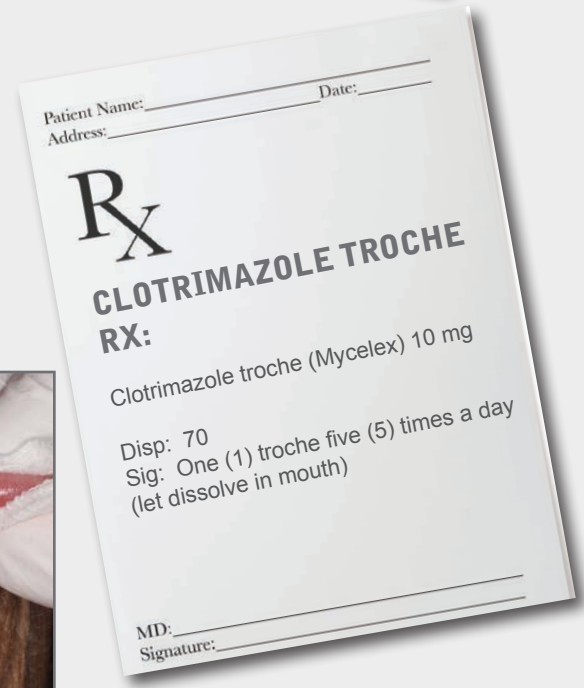 Patient Name:
Date:
Address:
Rx
CLOTRIMAZOLE TROCHE
RX:
Clotrimazole troche (Mycelex) 10 mg
Disp: 70
Sig: One (1) troche five (5) times a day
(let dissolve in mouth)
MD:
Signature: